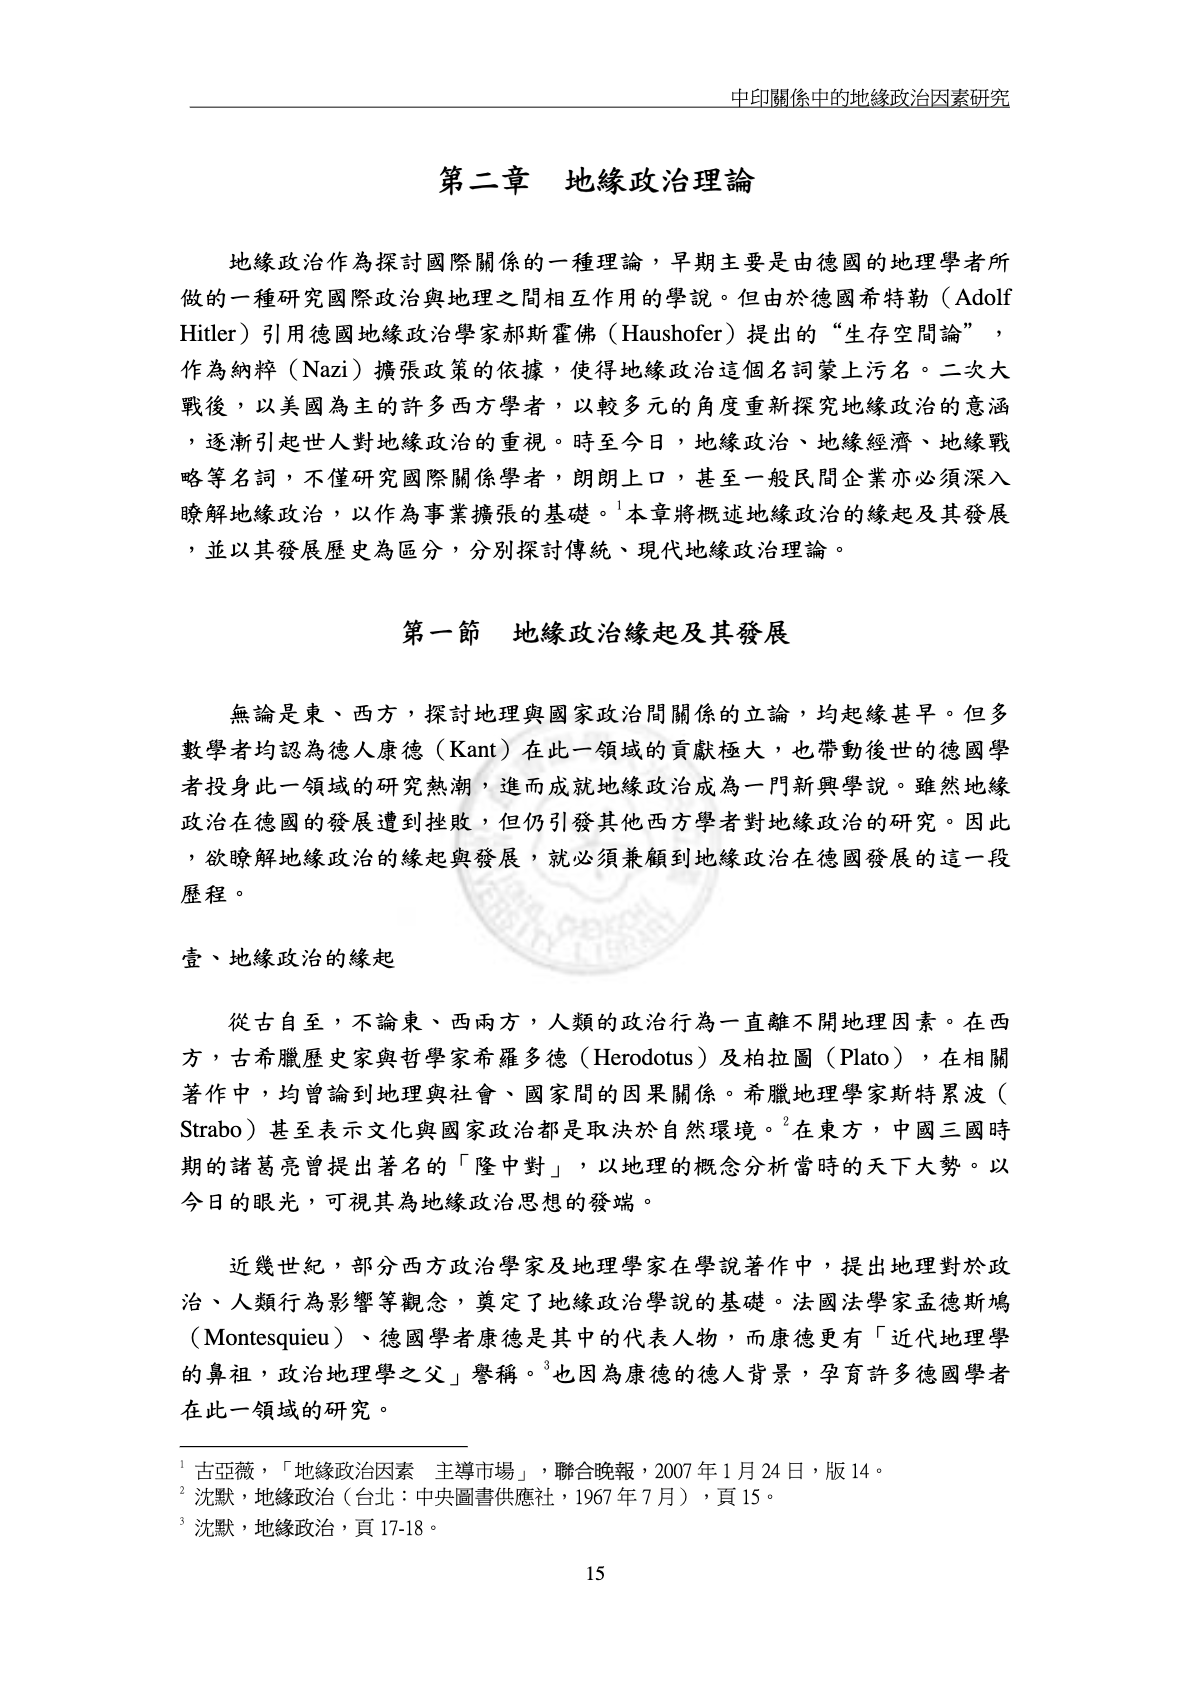 中印關係中的地緣政治因素研究
第二章　地緣政治理論
地緣政治作為探討國際關係的一種理論，早期主要是由德國的地理學者所
做的一種研究國際政治與地理之間相互作用的學說。但由於德國希特勒（Adolf
Hitler）引用德國地緣政治學家郝斯霍佛（Haushofer）提出的“生存空間論”，
作為納粹（Nazi）擴張政策的依據，使得地緣政治這個名詞蒙上污名。二次大
戰後，以美國為主的許多西方學者，以較多元的角度重新探究地緣政治的意涵
，逐漸引起世人對地緣政治的重視。時至今日，地緣政治、地緣經濟、地緣戰
略等名詞，不僅研究國際關係學者，朗朗上口，甚至一般民間企業亦必須深入
瞭解地緣政治，以作為事業擴張的基礎。1本章將概述地緣政治的緣起及其發展
，並以其發展歷史為區分，分別探討傳統、現代地緣政治理論。
第一節　地緣政治緣起及其發展
無論是東、西方，探討地理與國家政治間關係的立論，均起緣甚早。但多
數學者均認為德人康德（Kant）在此一領域的貢獻極大，也帶動後世的德國學
者投身此一領域的研究熱潮，進而成就地緣政治成為一門新興學說。雖然地緣
政治在德國的發展遭到挫敗，但仍引發其他西方學者對地緣政治的研究。因此
，欲瞭解地緣政治的緣起與發展，就必須兼顧到地緣政治在德國發展的這一段
歷程。
壹、地緣政治的緣起
從古自至，不論東、西兩方，人類的政治行為一直離不開地理因素。在西
方，古希臘歷史家與哲學家希羅多德（Herodotus）及柏拉圖（Plato），在相關
著作中，均曾論到地理與社會、國家間的因果關係。希臘地理學家斯特累波（
Strabo）甚至表示文化與國家政治都是取決於自然環境。2在東方，中國三國時
期的諸葛亮曾提出著名的「隆中對」，以地理的概念分析當時的天下大勢。以
今日的眼光，可視其為地緣政治思想的發端。
近幾世紀，部分西方政治學家及地理學家在學說著作中，提出地理對於政
治、人類行為影響等觀念，奠定了地緣政治學說的基礎。法國法學家孟德斯鳩
（Montesquieu）、德國學者康德是其中的代表人物，而康德更有「近代地理學
的鼻祖，政治地理學之父」譽稱。3也因為康德的德人背景，孕育許多德國學者
在此一領域的研究。
1 古亞薇，「地緣政治因素　主導市場」，聯合晚報，2007 年 1 月 24 日，版 14。
2 沈默，地緣政治（台北：中央圖書供應社，1967 年 7 月），頁 15。
3 沈默，地緣政治，頁 17-18。
15